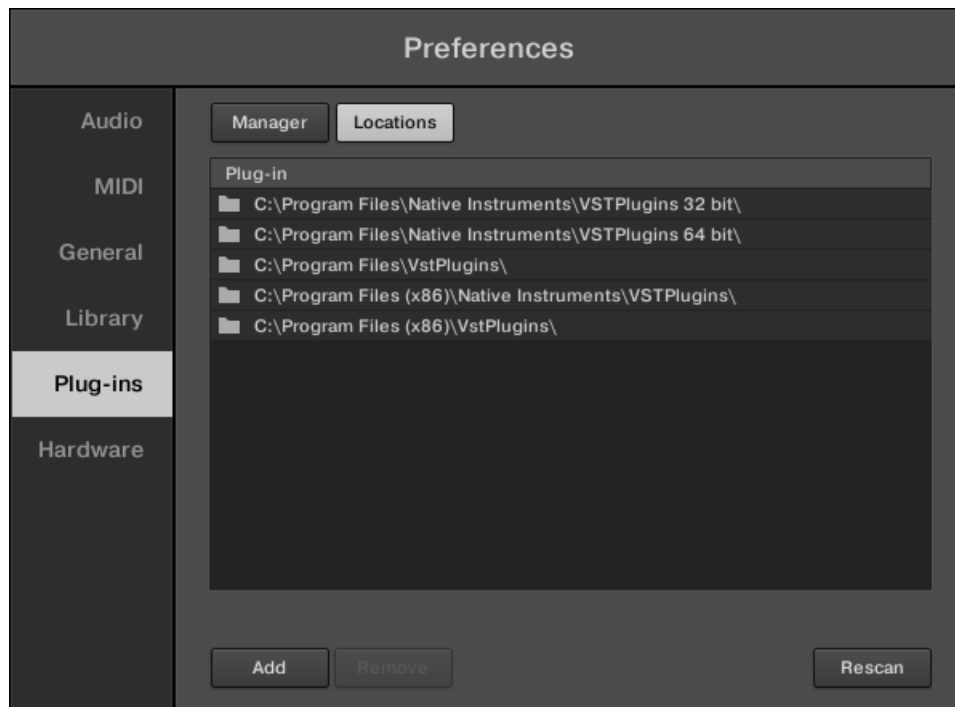 Preferences
Audio
MIDI
General
Library
Plug-ins
Hardware
Manager Locations
Plug-in
C:\Program Files\Native Instruments\VSTPlugins 32 bit\
C:\Program Files\Native Instruments\VSTPlugins 64 bit\
C:\Program Files\VstPlugins\
C:\Program Files (x86)\Native Instruments\VSTPlugins\
C:\Program Files (x86)\VstPlugins\
Add Remove Rescan